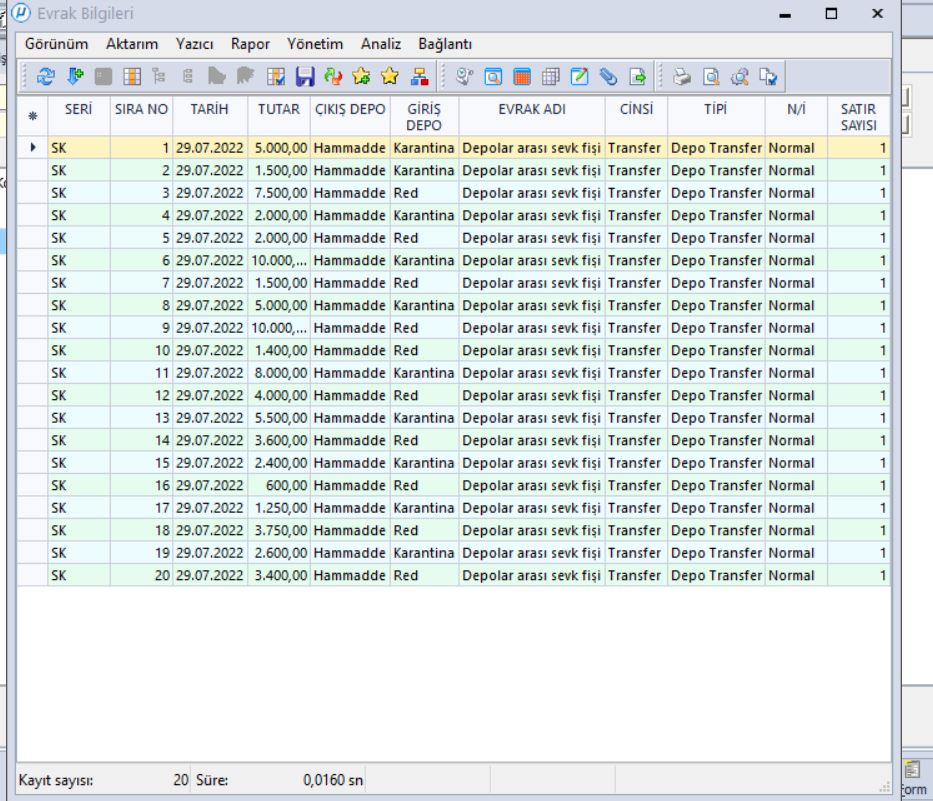 Evrak Bilgileri
Görünüm Aktarım Yazıcı Rapor Yönetim Analiz Bağlantı
SERİ SIRA NO TARİH TUTAR ÇIKIŞ DEPO GİRİŞ DEPO EVRAK ADI CİNSİ TİPİ N/İ SATIR SAYISI
SK 1 29.07.2022 5.000,00 Hammadde Karantina Depolar arası sevk fişi Transfer Depo Transfer Normal 1
SK 2 29.07.2022 1.500,00 Hammadde Karantina Depolar arası sevk fişi Transfer Depo Transfer Normal 1
SK 3 29.07.2022 7.500,00 Hammadde Red Depolar arası sevk fişi Transfer Depo Transfer Normal 1
SK 4 29.07.2022 2.000,00 Hammadde Karantina Depolar arası sevk fişi Transfer Depo Transfer Normal 1
SK 5 29.07.2022 2.000,00 Hammadde Red Depolar arası sevk fişi Transfer Depo Transfer Normal 1
SK 6 29.07.2022 10.000,... Hammadde Karantina Depolar arası sevk fişi Transfer Depo Transfer Normal 1
SK 7 29.07.2022 1.500,00 Hammadde Red Depolar arası sevk fişi Transfer Depo Transfer Normal 1
SK 8 29.07.2022 5.000,00 Hammadde Karantina Depolar arası sevk fişi Transfer Depo Transfer Normal 1
SK 9 29.07.2022 10.000,... Hammadde Red Depolar arası sevk fişi Transfer Depo Transfer Normal 1
SK 10 29.07.2022 1.400,00 Hammadde Red Depolar arası sevk fişi Transfer Depo Transfer Normal 1
SK 11 29.07.2022 8.000,00 Hammadde Karantina Depolar arası sevk fişi Transfer Depo Transfer Normal 1
SK 12 29.07.2022 4.000,00 Hammadde Red Depolar arası sevk fişi Transfer Depo Transfer Normal 1
SK 13 29.07.2022 5.500,00 Hammadde Karantina Depolar arası sevk fişi Transfer Depo Transfer Normal 1
SK 14 29.07.2022 3.600,00 Hammadde Red Depolar arası sevk fişi Transfer Depo Transfer Normal 1
SK 15 29.07.2022 2.400,00 Hammadde Karantina Depolar arası sevk fişi Transfer Depo Transfer Normal 1
SK 16 29.07.2022 600,00 Hammadde Red Depolar arası sevk fişi Transfer Depo Transfer Normal 1
SK 17 29.07.2022 1.250,00 Hammadde Karantina Depolar arası sevk fişi Transfer Depo Transfer Normal 1
SK 18 29.07.2022 3.750,00 Hammadde Red Depolar arası sevk fişi Transfer Depo Transfer Normal 1
SK 19 29.07.2022 2.600,00 Hammadde Karantina Depolar arası sevk fişi Transfer Depo Transfer Normal 1
SK 20 29.07.2022 3.400,00 Hammadde Red Depolar arası sevk fişi Transfer Depo Transfer Normal 1
Kayıt sayısı: 20 Süre: 0,0160 sn